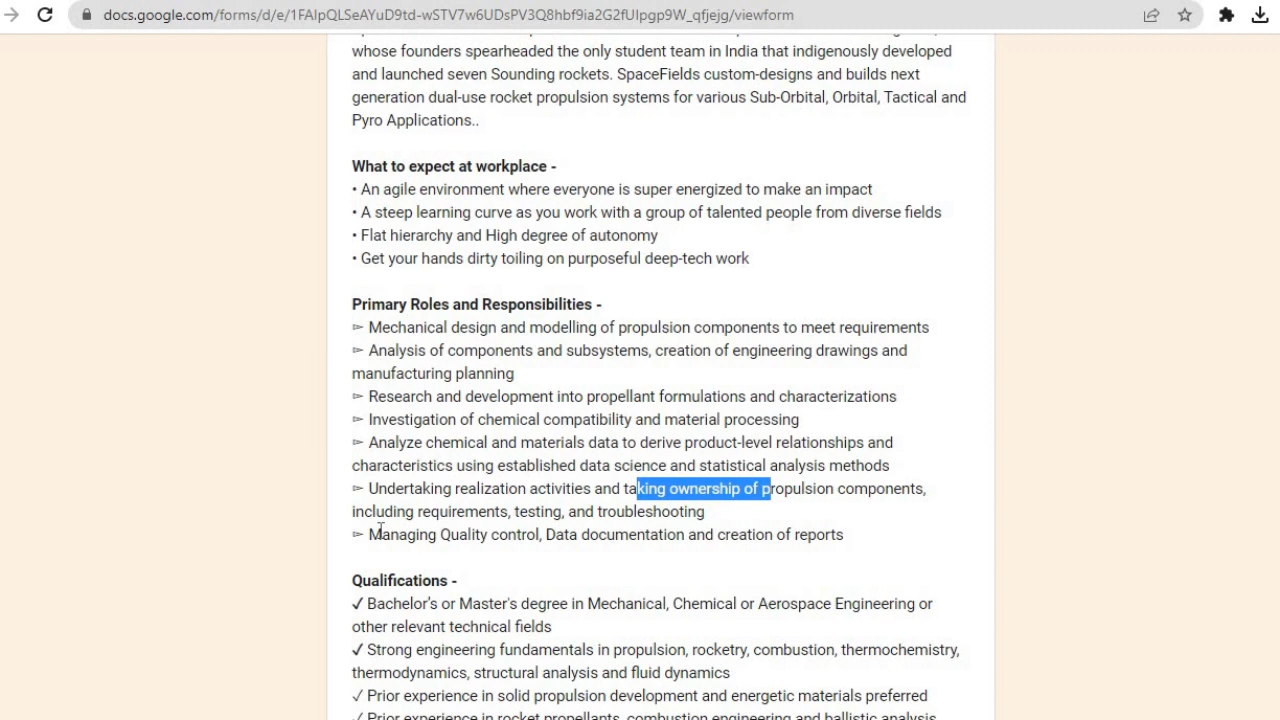 docs.google.com/forms/d/e/1FAIpQLSeAYuD9td-wSTV7w6UDsPV3Q8hbf9ia2G2fUIpgp9W_qfjejg/viewform
whose founders spearheaded the only student team in India that indigenously developed
and launched seven Sounding rockets. SpaceFields custom-designs and builds next
generation dual-use rocket propulsion systems for various Sub-Orbital, Orbital, Tactical and
Pyro Applications..
What to expect at workplace -
• An agile environment where everyone is super energized to make an impact
• A steep learning curve as you work with a group of talented people from diverse fields
• Flat hierarchy and High degree of autonomy
• Get your hands dirty toiling on purposeful deep-tech work
Primary Roles and Responsibilities -
▻ Mechanical design and modelling of propulsion components to meet requirements
▻ Analysis of components and subsystems, creation of engineering drawings and
manufacturing planning
▻ Research and development into propellant formulations and characterizations
▻ Investigation of chemical compatibility and material processing
▻ Analyze chemical and materials data to derive product-level relationships and
characteristics using established data science and statistical analysis methods
▻ Undertaking realization activities and taking ownership of propulsion components,
including requirements, testing, and troubleshooting
▻ Managing Quality control, Data documentation and creation of reports
Qualifications -
✓ Bachelor's or Master's degree in Mechanical, Chemical or Aerospace Engineering or
other relevant technical fields
✓ Strong engineering fundamentals in propulsion, rocketry, combustion, thermochemistry,
thermodynamics, structural analysis and fluid dynamics
✓ Prior experience in solid propulsion development and energetic materials preferred
✓ Prior experience in rocket propellants, combustion engineering and ballistic analysis